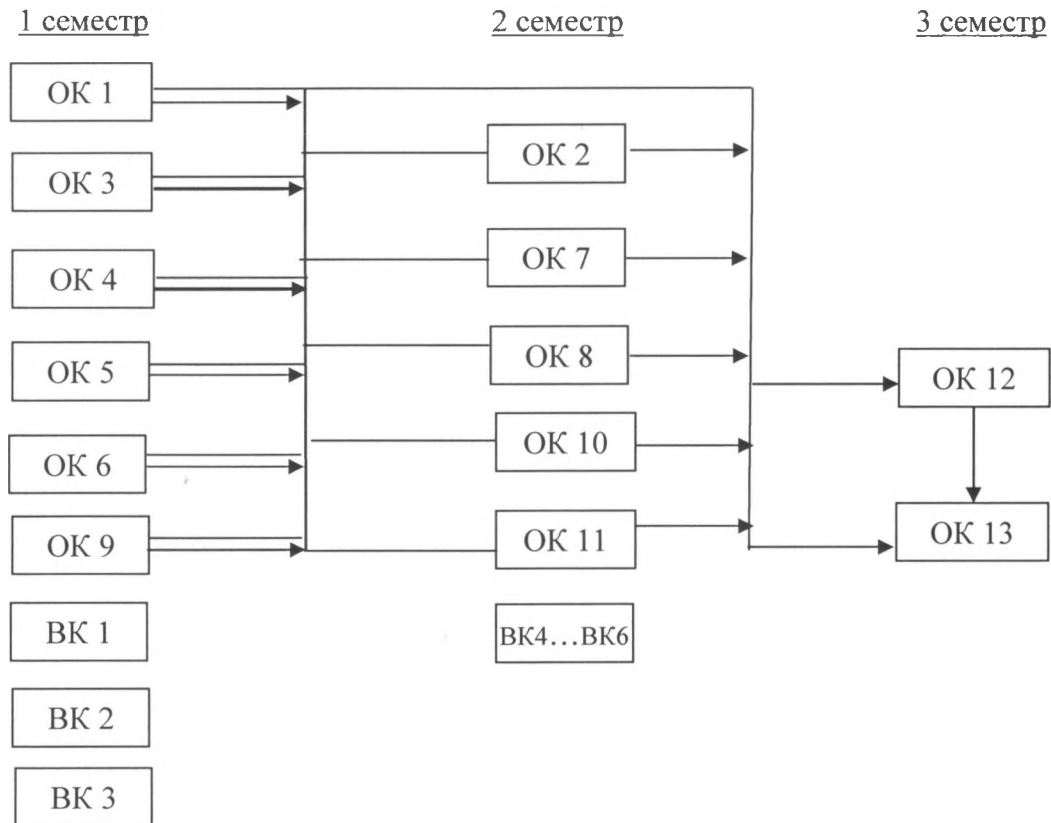 1 семестр
2 семестр
3 семестр
ОК 1
ОК 3
ОК 4
ОК 5
ОК 6
ОК 9
ВК 1
ВК 2
ВК 3
ОК 2
ОК 7
ОК 8
ОК 10
ОК 11
ВК4...ВК6
ОК 12
ОК 13